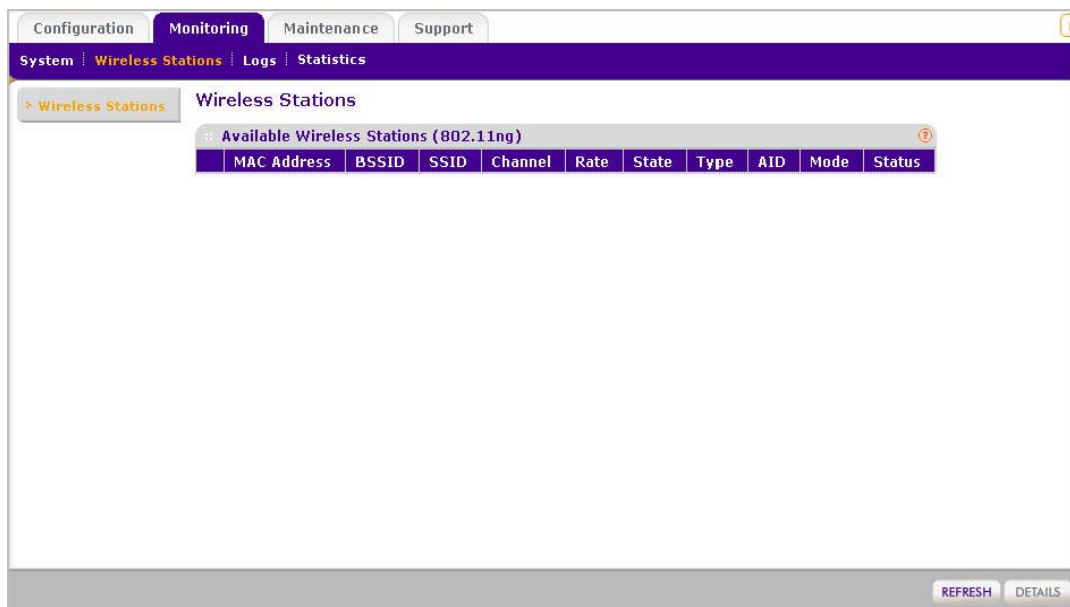 Configuration Monitoring Maintenance Support
System Wireless Stations Logs Statistics
Wireless Stations
Wireless Stations
Available Wireless Stations (802.11ng) ?
MAC Address BSSID SSID Channel Rate State Type AID Mode Status
REFRESH DETAILS